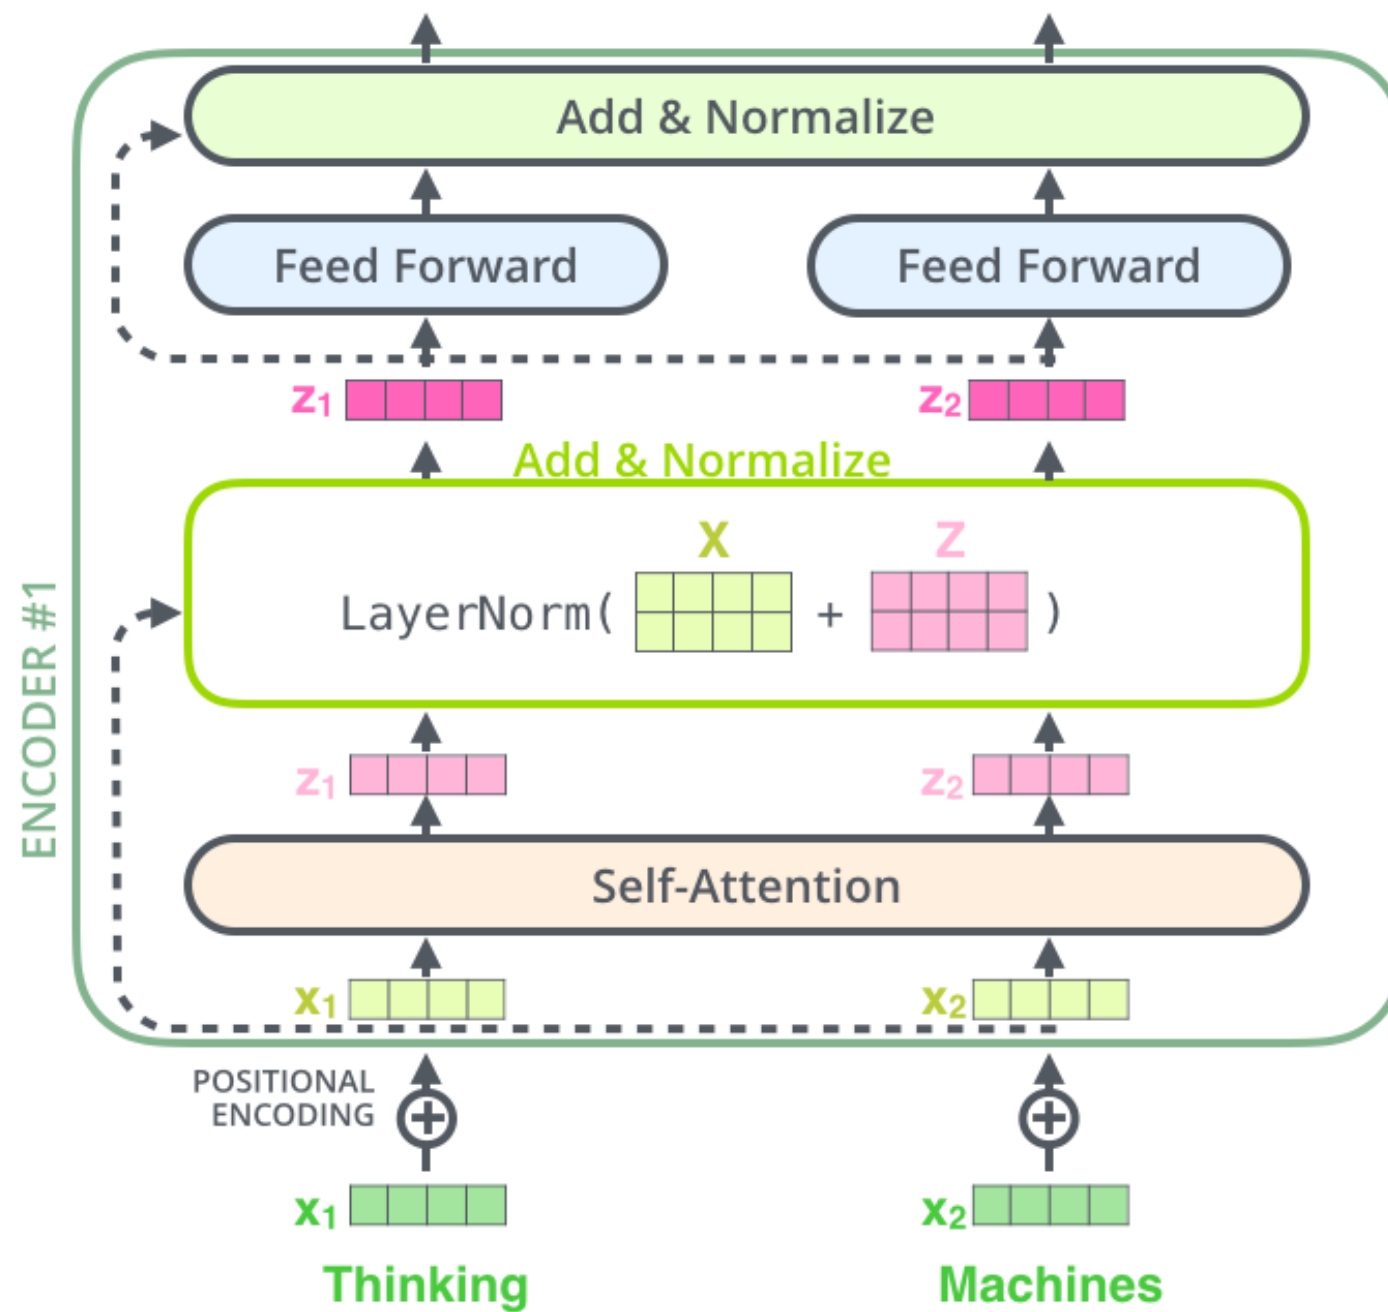 Add & Normalize
Feed Forward
Feed Forward
z1
z2
Add & Normalize
X
Z
LayerNorm(
+
)
z1
z2
ENCODER #1
Self-Attention
x1
x2
POSITIONAL
ENCODING
x1
x2
Thinking
Machines